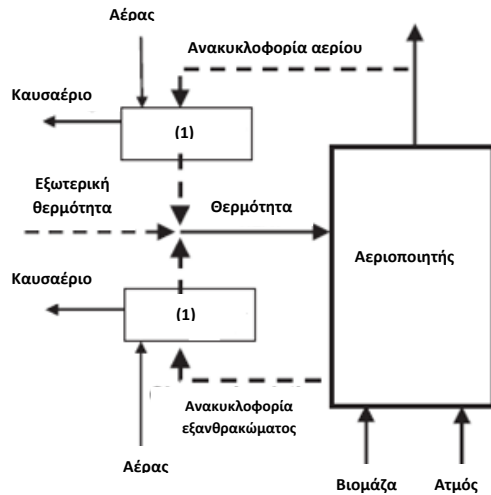 Αέρας
Ανακυκλοφορία αερίου
Καυσαέριο
(1)
Εξωτερική
θερμότητα
Θερμότητα
Αεριοποιητής
Καυσαέριο
(1)
Ανακυκλοφορία
εξανθρακώματος
Αέρας
Βιομάζα
Ατμός